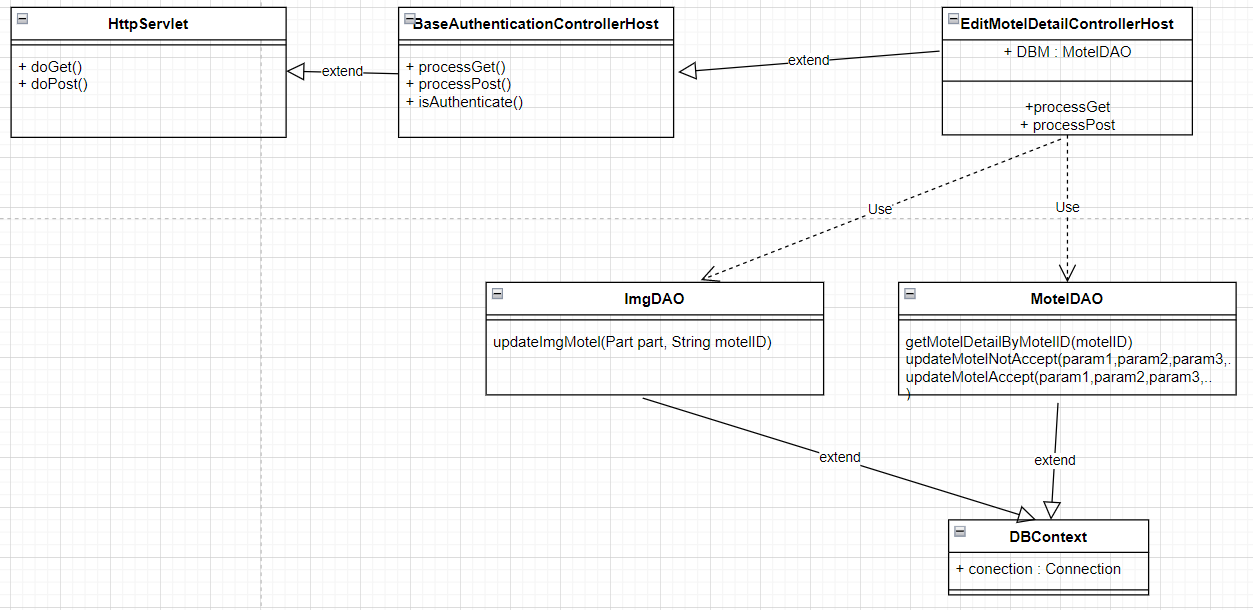 HttpServlet
+ doGet()
+ doPost()
extend
BaseAuthenticationControllerHost
+ processGet()
+ processPost()
+ isAuthenticate()
extend
EditMotelDetailControllerHost
+ DBM : MotelDAO
+processGet
+ processPost
Use
Use
ImgDAO
updateImgMotel(Part part, String motelID)
MotelDAO
getMotelDetailByMotelID(motelID)
updateMotelNotAccept(param1,param2,param3,.
updateMotelAccept(param1,param2,param3,..
)
extend
extend
DBContext
+ conection : Connection